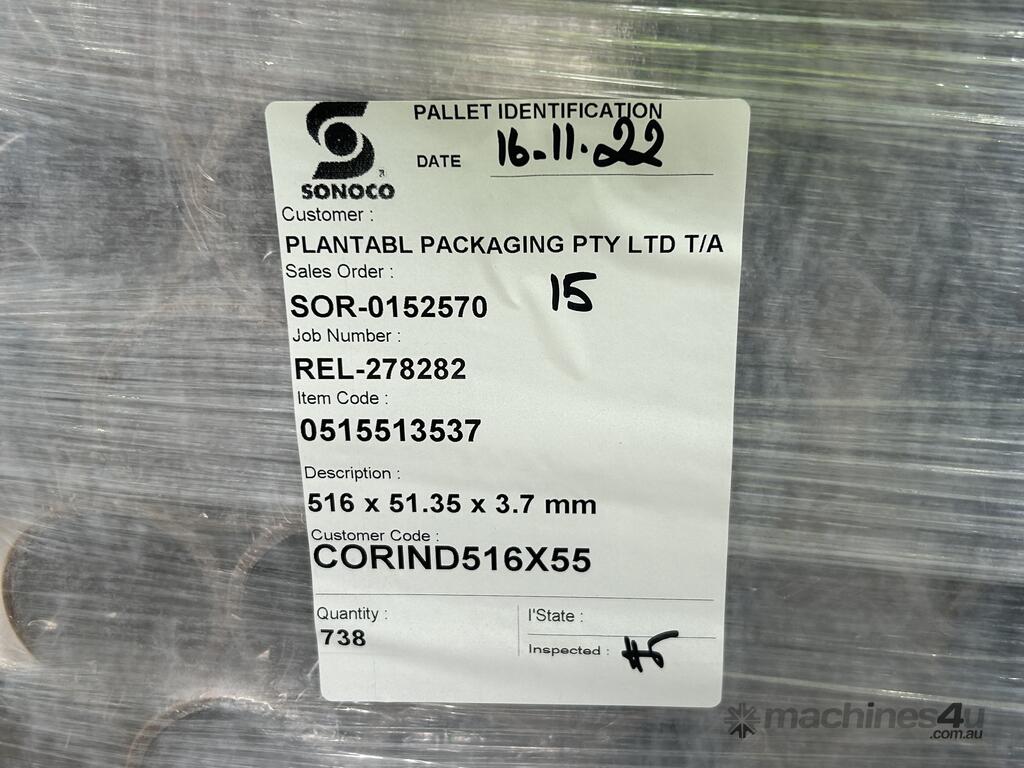 PALLET IDENTIFICATION
DATE 16-11-22
SONOCO
Customer :
PLANTABL PACKAGING PTY LTD T/A
Sales Order :
SOR-0152570 15
Job Number :
REL-278282
Item Code :
0515513537
Description :
516 x 51.35 x 3.7 mm
Customer Code :
CORIND516X55
Quantity : I'State :
738
Inspected :
machines4u
.com.au